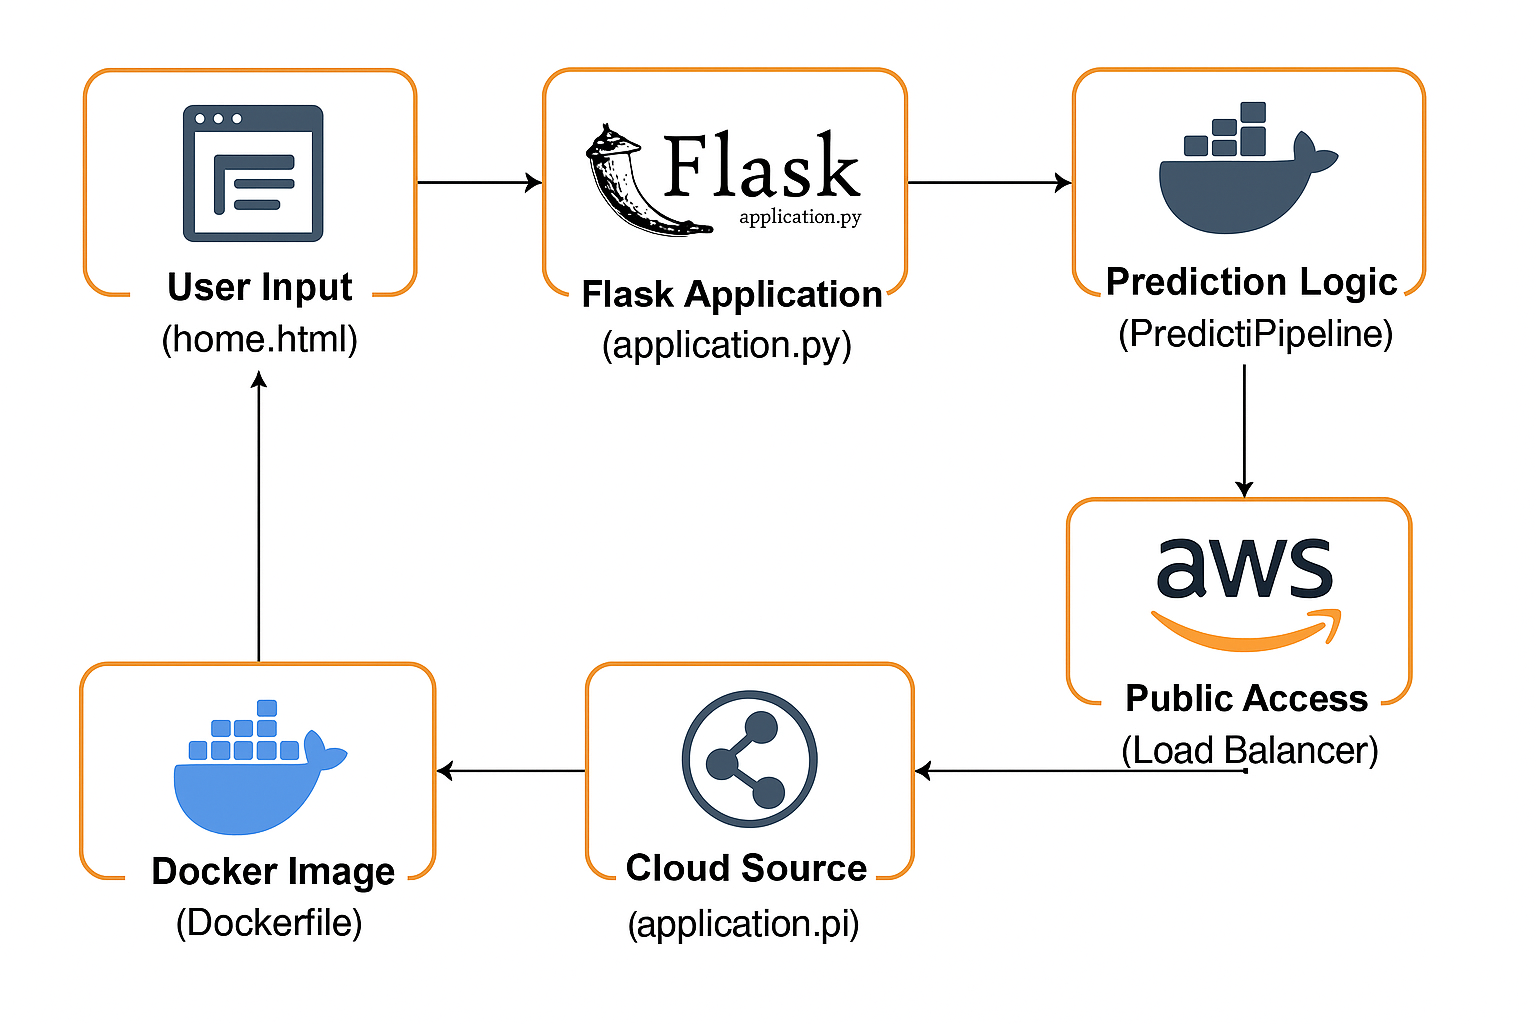 User Input
(home.html)
Flask
application.py
Flask Application
(application.py)
Prediction Logic
(PredictiPipeline)
aws
Public Access
(Load Balancer)
Cloud Source
(application.pi)
Docker Image
(Dockerfile)